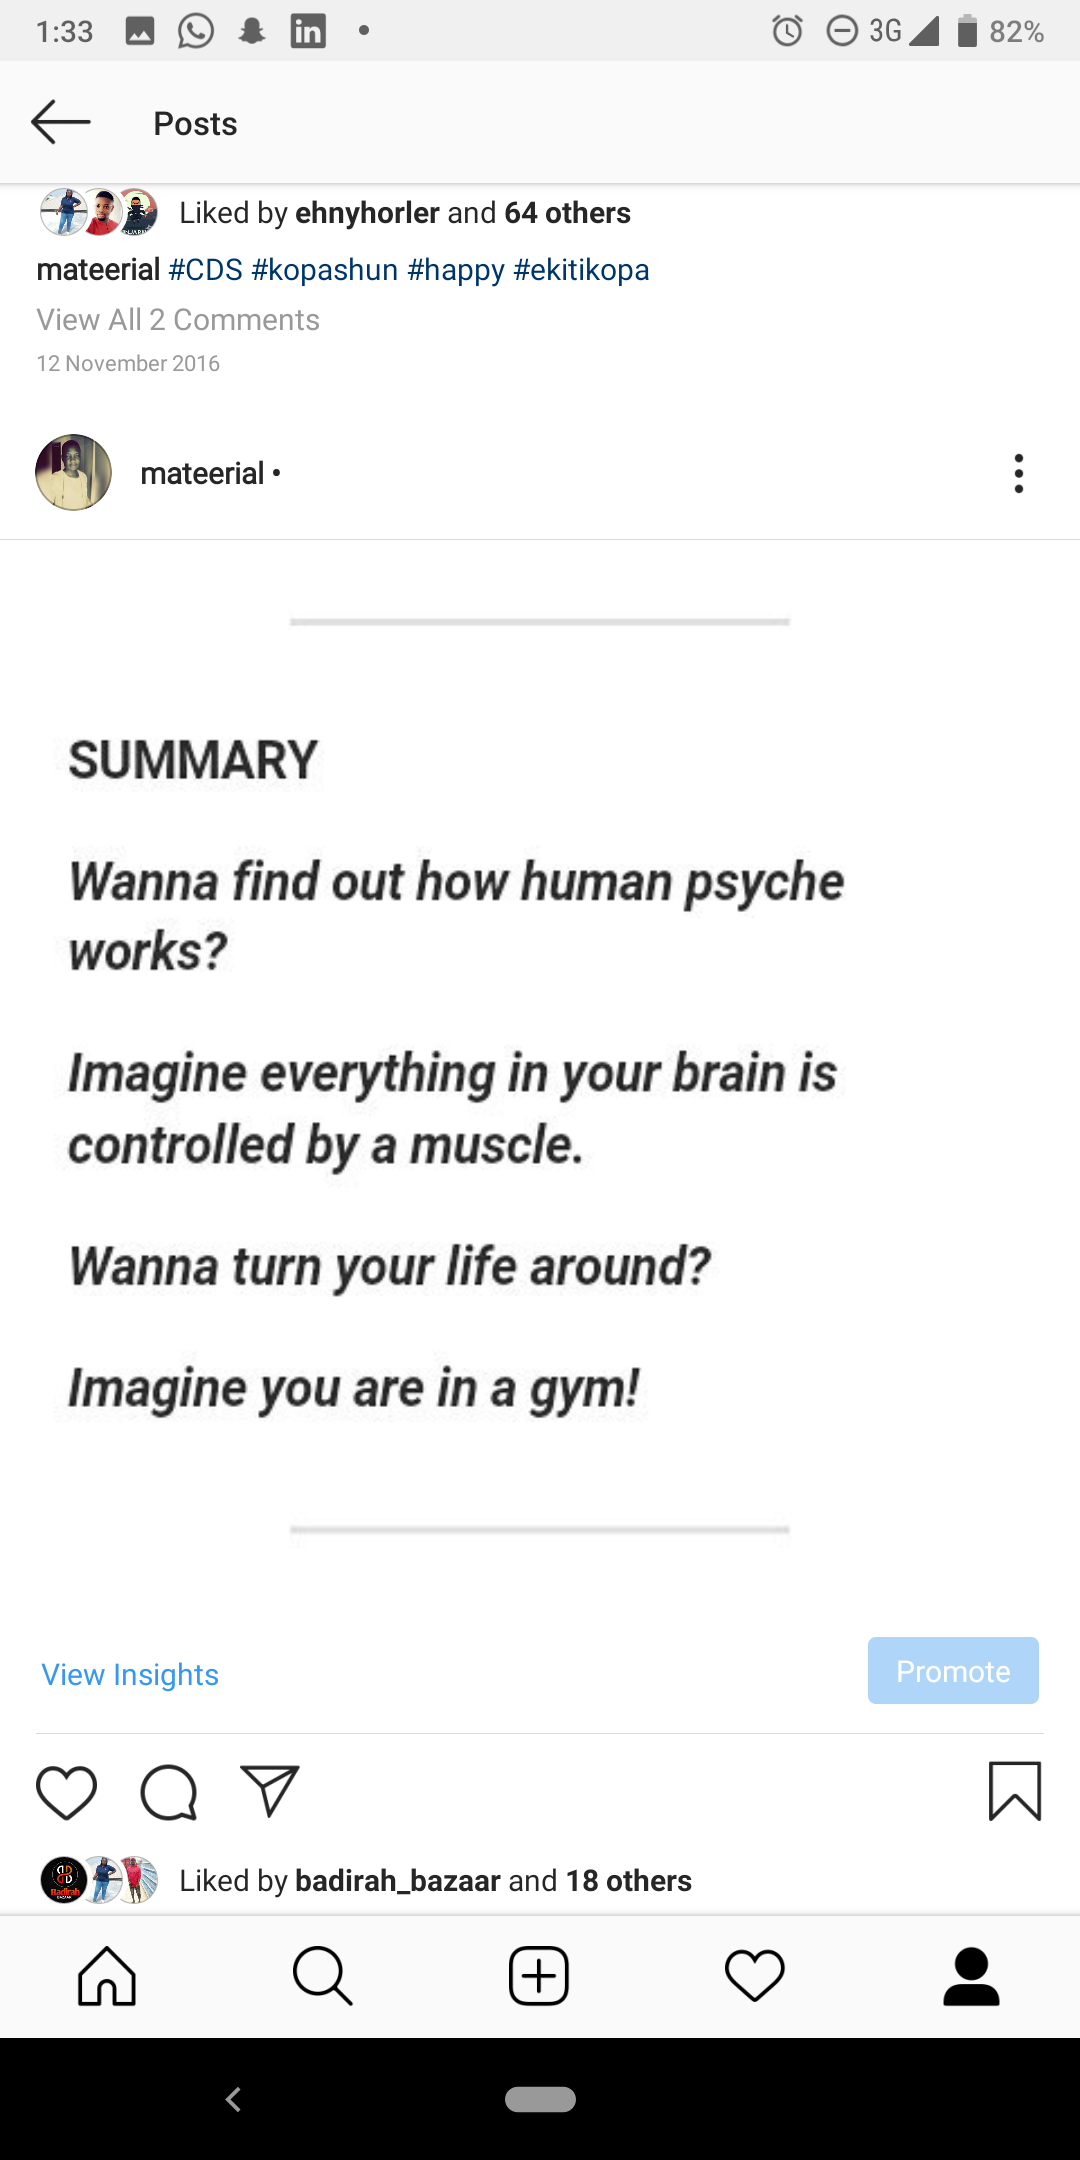 1:33 3G 82%
Posts
Liked by ehnyhorler and 64 others
mateerial #CDS #kopashun #happy #ekitikopa
View All 2 Comments
12 November 2016
mateerial •
SUMMARY
Wanna find out how human psyche
works?
Imagine everything in your brain is
controlled by a muscle.
Wanna turn your life around?
Imagine you are in a gym!
View Insights
Promote
Liked by badirah_bazaar and 18 others